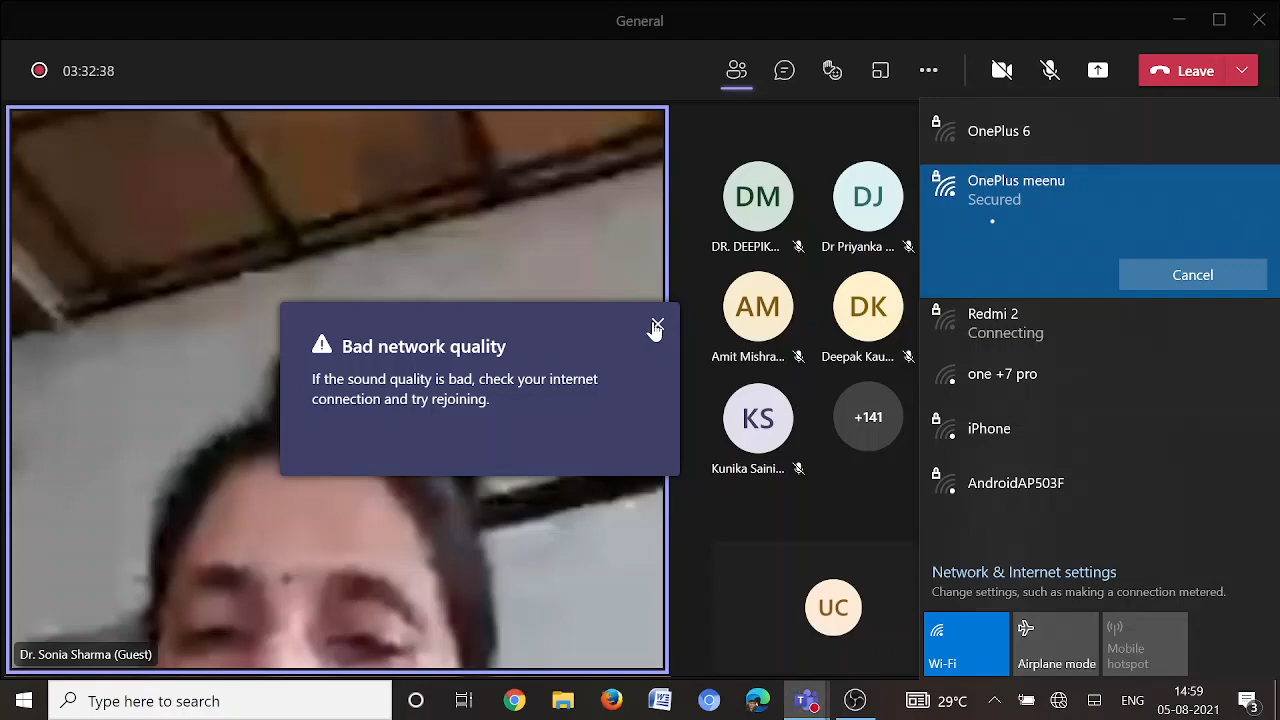 General
03:32:38
Leave
OnePlus 6
OnePlus meenu
Secured
Cancel
Redmi 2
Connecting
one +7 pro
iPhone
AndroidAP503F
Network & Internet settings
Change settings, such as making a connection metered.
Wi-Fi
Airplane mode
Mobile
hotspot
DM
DJ
DR. DEEPIK...
Dr Priyanka ...
AM
DK
Amit Mishra...
Deepak Kau...
KS
+141
Kunika Saini...
UC
Bad network quality
If the sound quality is bad, check your internet
connection and try rejoining.
Dr. Sonia Sharma (Guest)
Type here to search
29°C
ENG
14:59
05-08-2021
3